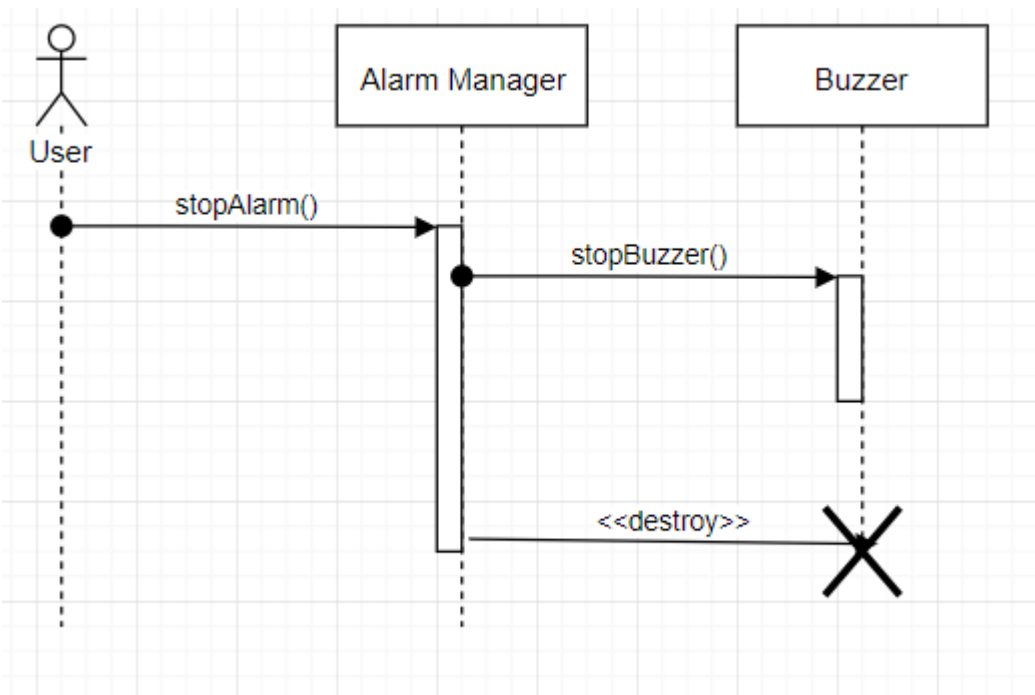 Alarm Manager
Buzzer
User
stopAlarm()
stopBuzzer()
<<destroy>>